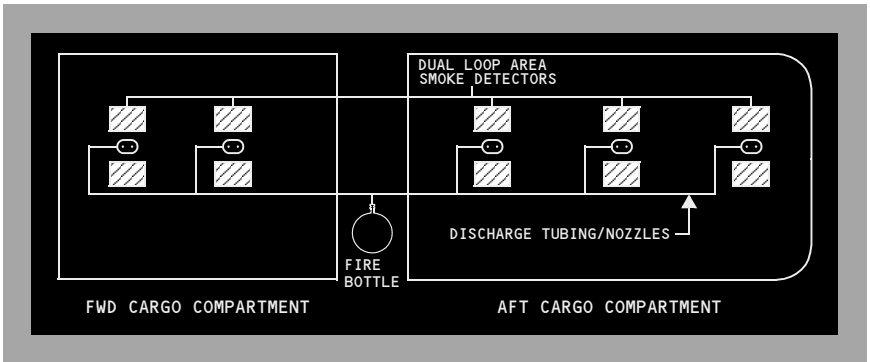 DUAL LOOP AREA
SMOKE DETECTORS
DISCHARGE TUBING/NOZZLES
FIRE
BOTTLE
FWD CARGO COMPARTMENT
AFT CARGO COMPARTMENT